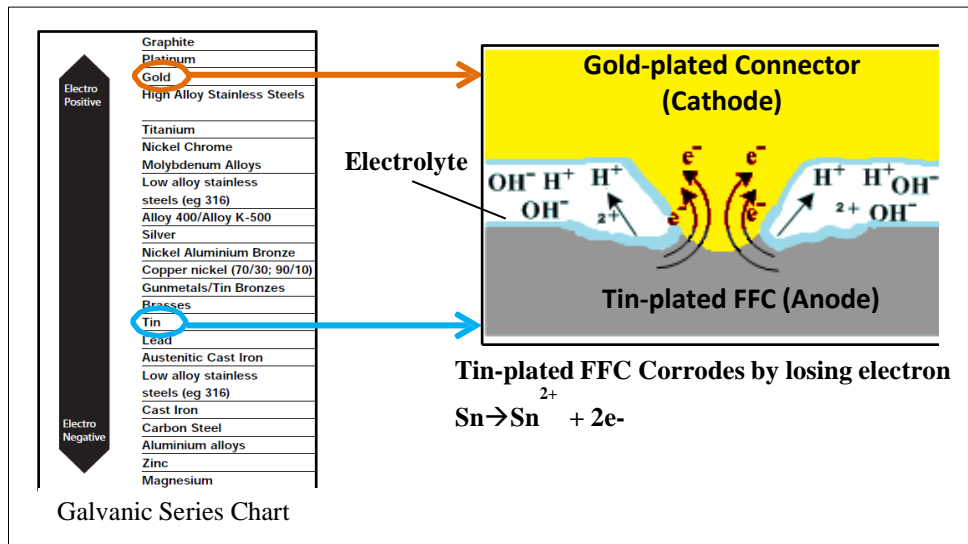 Graphite
Platinum
Gold
High Alloy Stainless Steels
Titanium
Nickel Chrome
Molybdenum Alloys
Low alloy stainless
steels (eg 316)
Alloy 400/Alloy K-500
Silver
Nickel Aluminium Bronze
Copper nickel (70/30; 90/10)
Gunmetals/Tin Bronzes
Brasses
Tin
Lead
Austenitic Cast Iron
Low alloy stainless
steels (eg 316)
Cast Iron
Carbon Steel
Aluminium alloys
Zinc
Magnesium
Electro
Positive
Electro
Negative
Galvanic Series Chart
Electrolyte
Gold-plated Connector
(Cathode)
e⁻ e⁻
OH⁻ H⁺ H⁺
OH⁻ ²⁺ e⁻
e⁻ H⁺ H⁺ OH⁻
²⁺ OH⁻
Tin-plated FFC (Anode)
Tin-plated FFC Corrodes by losing electron
Sn→Sn²⁺ + 2e-